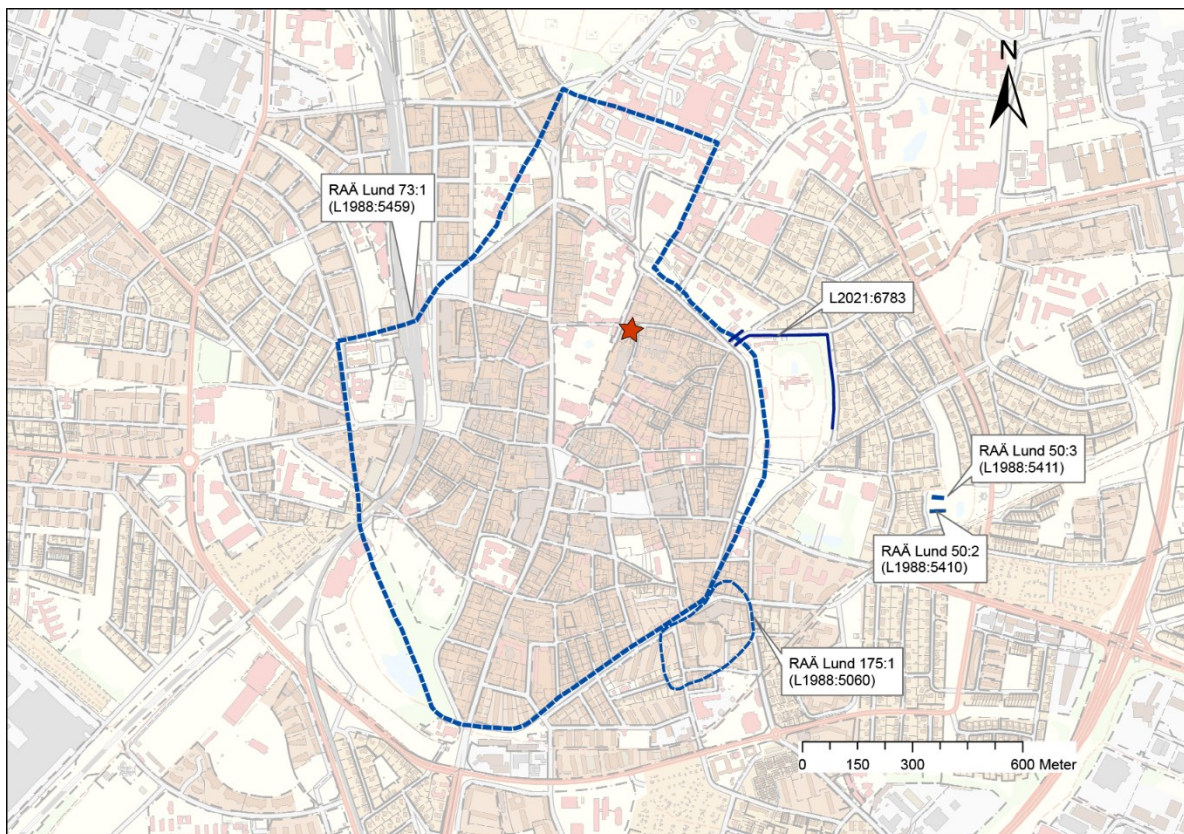 N
RAÄ Lund 73:1
(L1988:5459)
L2021:6783
RAÄ Lund 50:3
(L1988:5411)
RAÄ Lund 50:2
(L1988:5410)
RAÄ Lund 175:1
(L1988:5060)
0 150 300 600 Meter